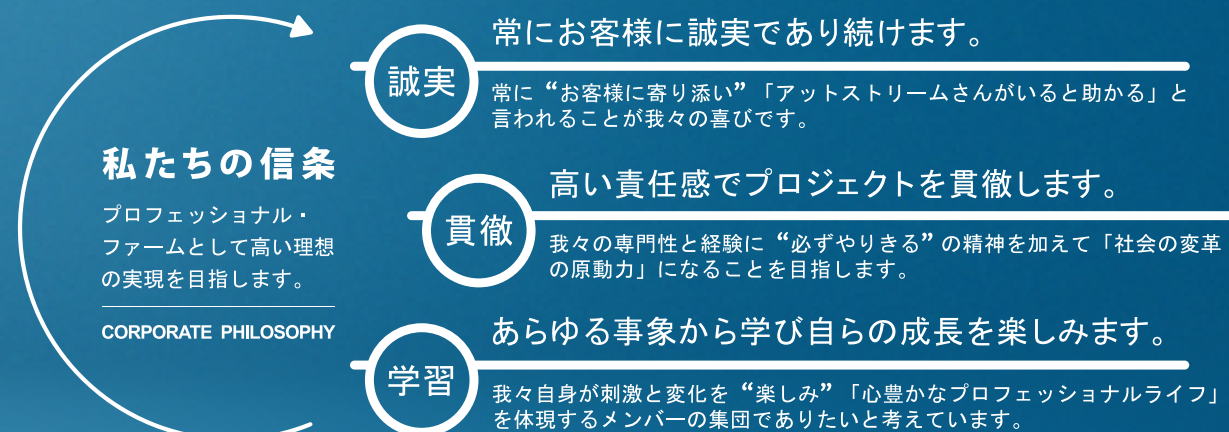 私たちの信条
プロフェッショナル・
ファームとして高い理想
の実現を目指します。
CORPORATE PHILOSOPHY
誠実
常にお客様に誠実であり続けます。
常に“お客様に寄り添い”「アットストリームさんがいると助かる」と
言われることが我々の喜びです。
貫徹
高い責任感でプロジェクトを貫徹します。
我々の専門性と経験に“必ずやりきる”の精神を加えて「社会の変革
の原動力」になることを目指します。
学習
あらゆる事象から学び自らの成長を楽しみます。
我々自身が刺激と変化を“楽しみ”「心豊かなプロフェッショナルライフ」
を体現するメンバーの集団でありたいと考えています。